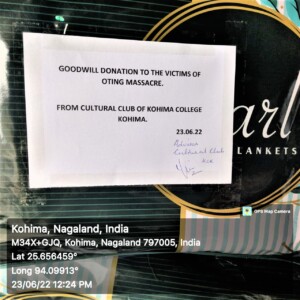 GOODWILL DONATION TO THE VICTIMS OF
OTING MASSACRE.
FROM CULTURAL CLUB OF KOHIMA COLLEGE
KOHIMA.
23.06.22
arl
LANKETS
GPS Map Camera
Kohima, Nagaland, India
M34X+GJQ, Kohima, Nagaland 797005, India
Lat 25.656459°
Long 94.09913°
23/06/22 12:24 PM